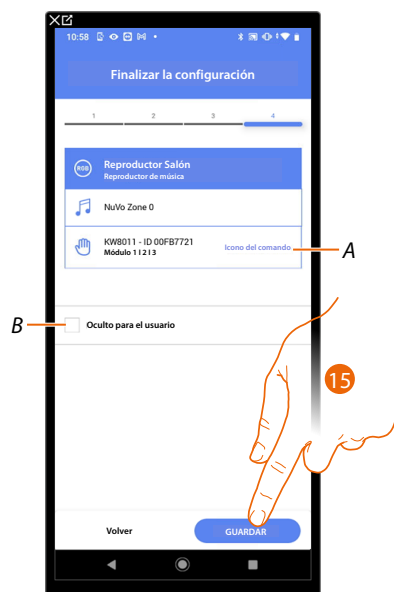 10:58
Finalizar la configuración
1 2 3 4
RGB
Reproductor Salón
Reproductor de música
NuVo Zone 0
KW8011 - ID 00FB7721
Módulo 1 I 2 I 3
Icono del comando
A
B
Oculto para el usuario
15
Volver
GUARDAR